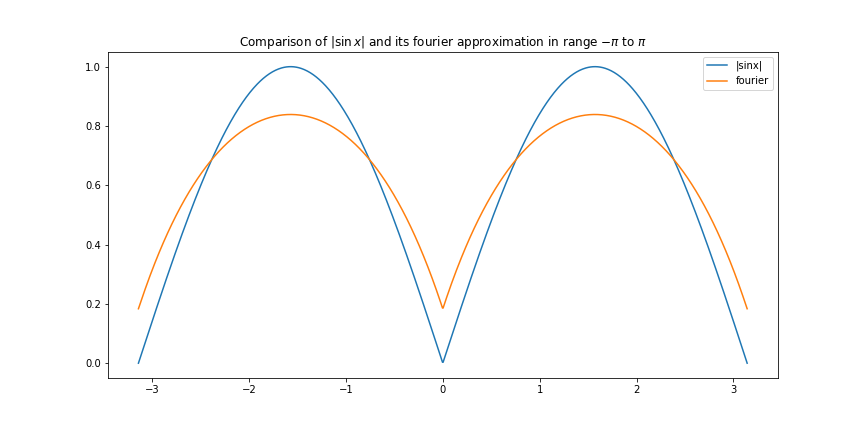 Comparison of |sin x| and its fourier approximation in range −π to π
|sinx|
fourier
1.0
0.8
0.6
0.4
0.2
0.0
−3 −2 −1 0 1 2 3